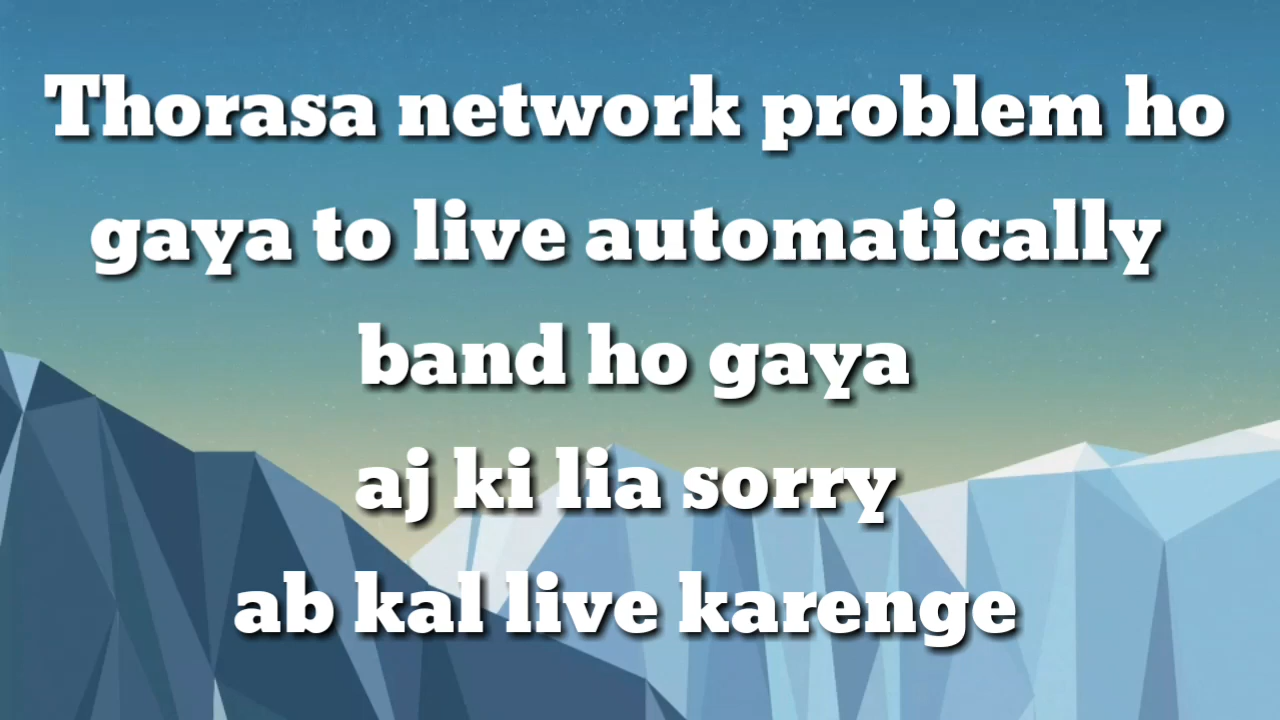 Thorasa network problem ho
gaya to live automatically
band ho gaya
aj ki lia sorry
ab kal live karenge